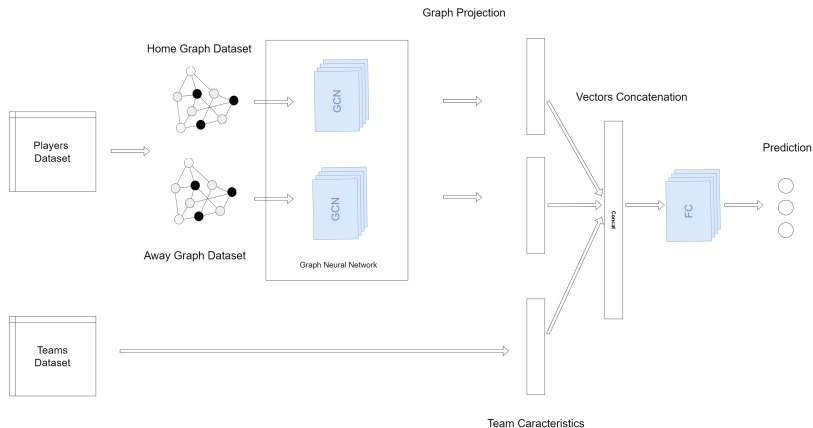 Graph Projection
Home Graph Dataset
GCN
Vectors Concatenation
Players
Dataset
Prediction
GCN
FC
Concat
Away Graph Dataset
Graph Neural Network
Teams
Dataset
Team Caracteristics